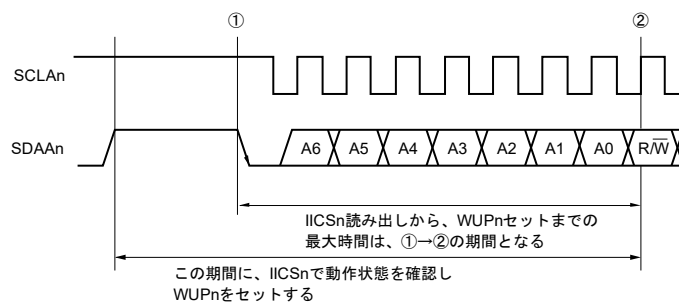 ① ②
SCLAn
SDAAn
A6 A5 A4 A3 A2 A1 A0 R/W̅
IICSn読み出しから、WUPnセットまでの
最大時間は、①→②の期間となる
この期間に、IICSnで動作状態を確認し
WUPnをセットする